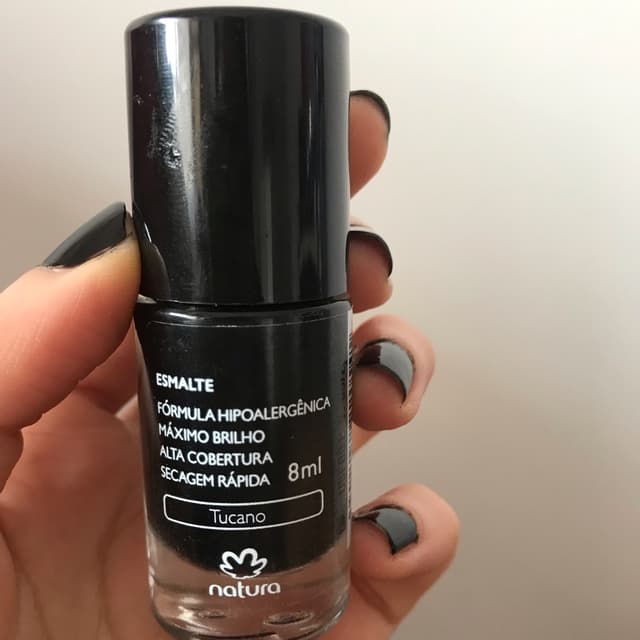 ESMALTE
FÓRMULA HIPOALERGÊNICA
MÁXIMO BRILHO
ALTA COBERTURA
SECAGEM RÁPIDA 8ml
Tucano
natura